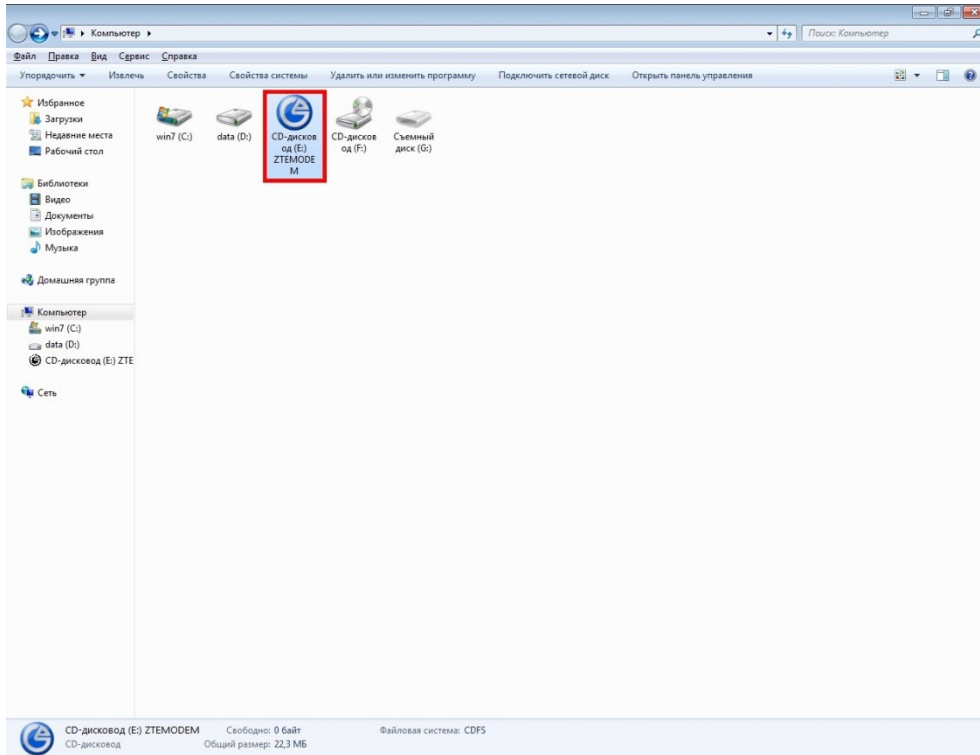 Компьютер
Поиск: Компьютер
Файл Правка Вид Сервис Справка
Упорядочить Извлечь Свойства Свойства системы Удалить или изменить программу Подключить сетевой диск Открыть панель управления
Избранное
Загрузки
Недавние места
Рабочий стол
Библиотеки
Видео
Документы
Изображения
Музыка
Домашняя группа
Компьютер
win7 (C:)
data (D:)
CD-дисковод (E:) ZTE
Сеть
win7 (C:)
data (D:)
CD-дисков
од (E:)
ZTEMODE
M
CD-дисков
од (F:)
Съемный
диск (G:)
CD-дисковод (E:) ZTEMODEM Свободно: 0 байт Файловая система: CDFS
CD-дисковод Общий размер: 22,3 МБ